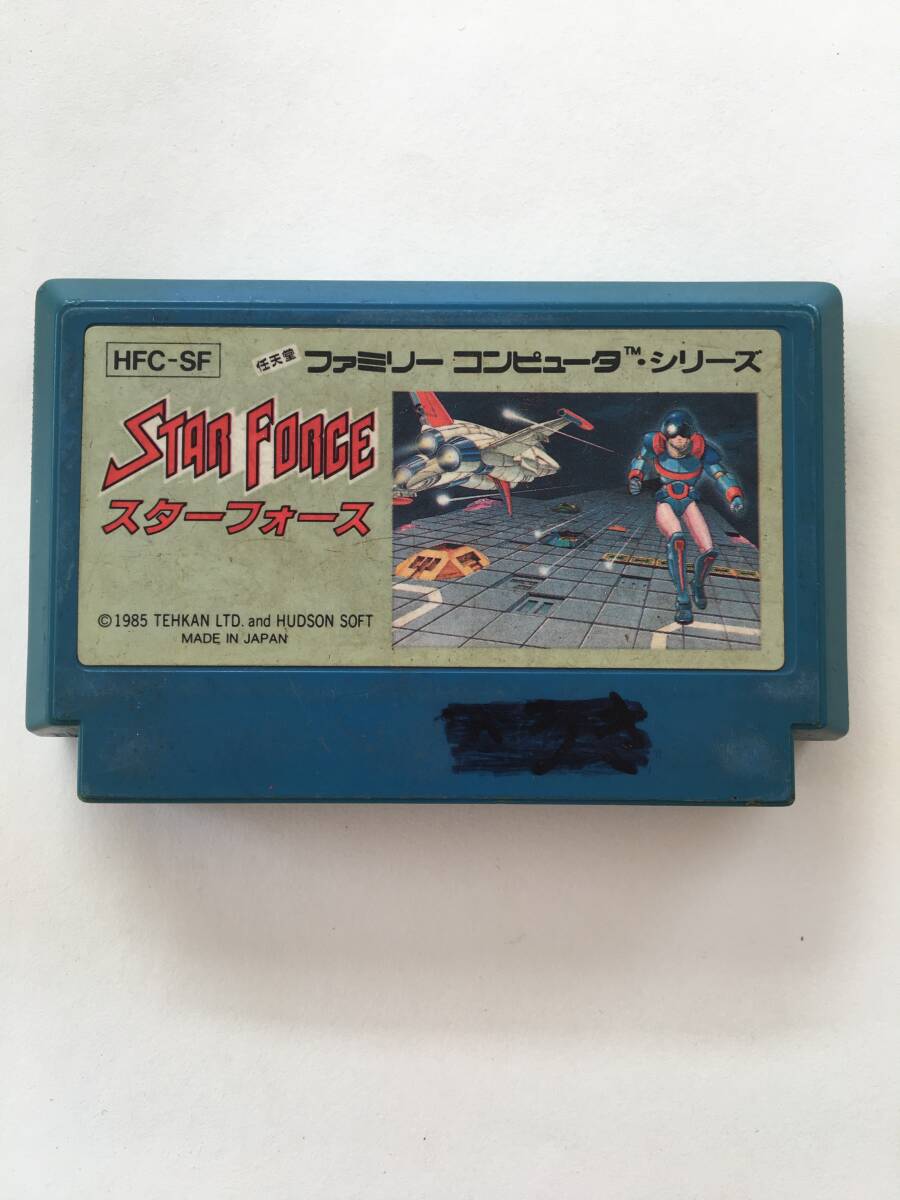 HFC-SF
任天堂 ファミリー コンピュータ™・シリーズ
STAR FORCE
スターフォース
©1985 TEHKAN LTD. and HUDSON SOFT
MADE IN JAPAN